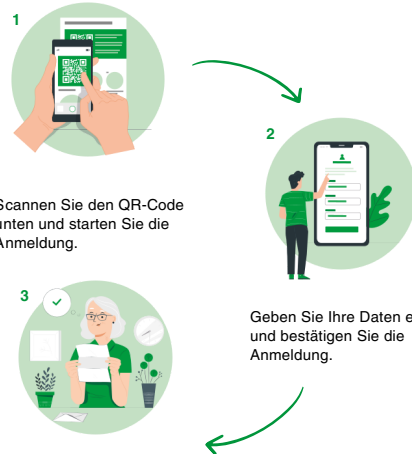 1
Scannen Sie den QR-Code
unten und starten Sie die
Anmeldung.
2
Geben Sie Ihre Daten
und bestätigen Sie die
Anmeldung.
3